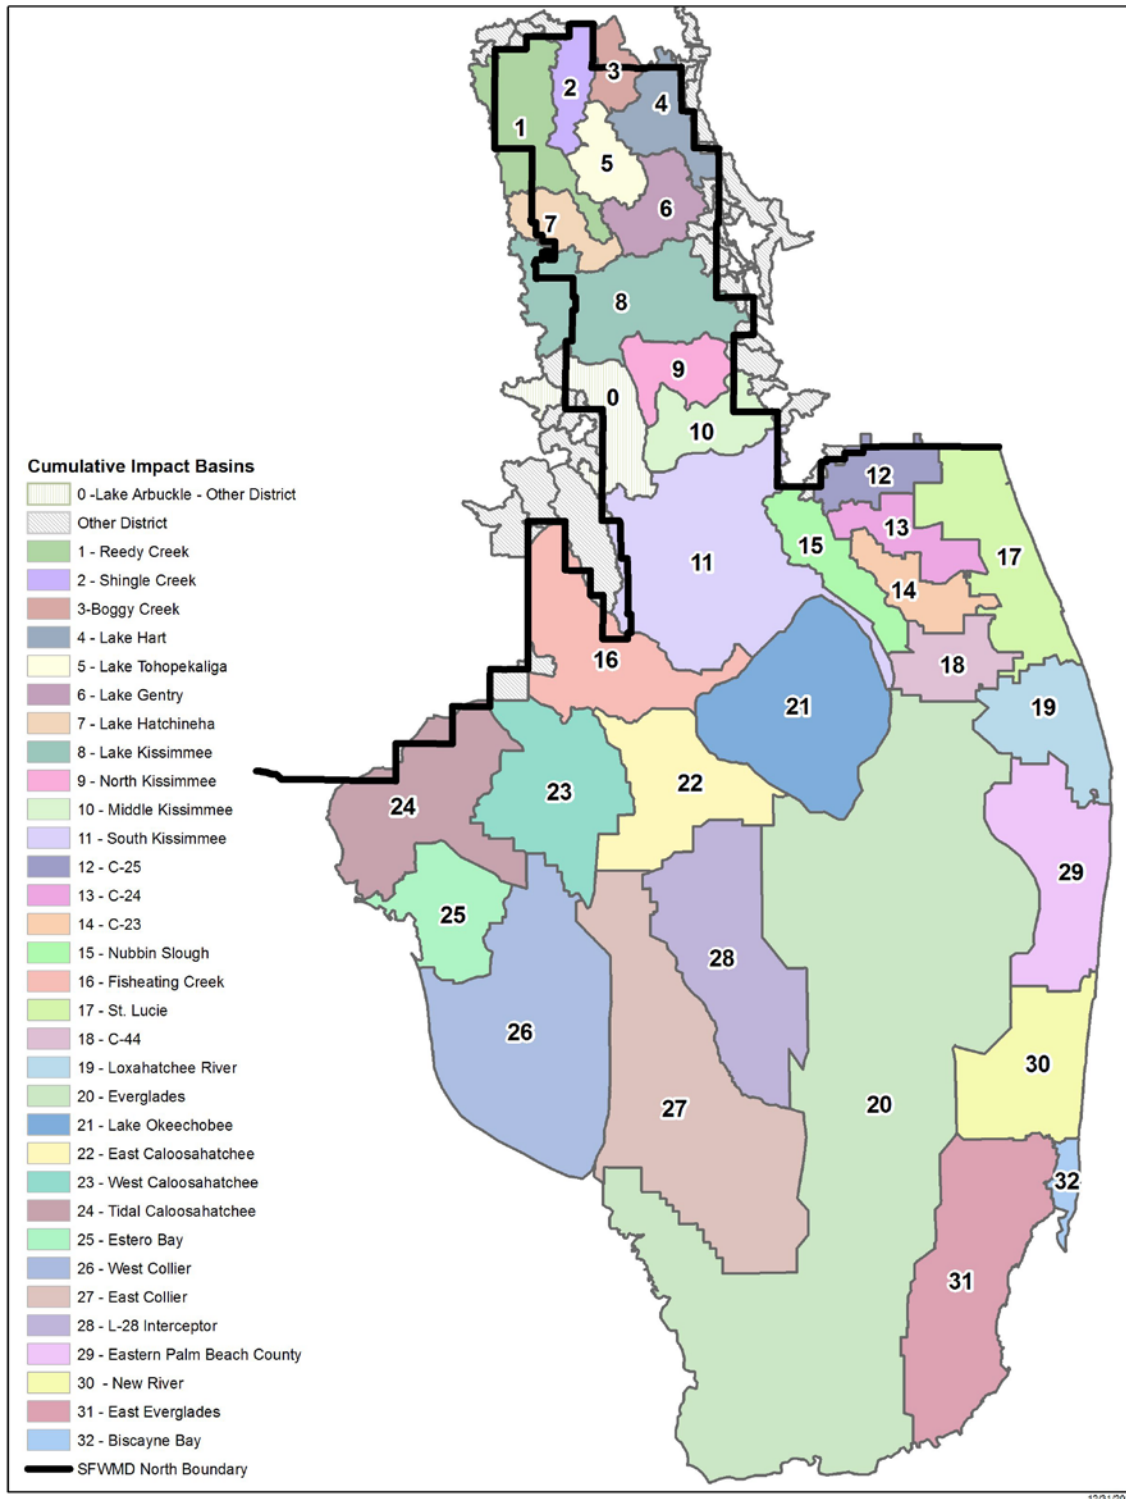 3
2
4
1
5
6
7
8
9
0
10
12
13
15
17
11
14
16
18
21
19
22
23
24
29
25
28
26
30
27
20
32
31
Cumulative Impact Basins
0 -Lake Arbuckle - Other District
Other District
1 - Reedy Creek
2 - Shingle Creek
3-Boggy Creek
4 - Lake Hart
5 - Lake Tohopekaliga
6 - Lake Gentry
7 - Lake Hatchineha
8 - Lake Kissimmee
9 - North Kissimmee
10 - Middle Kissimmee
11 - South Kissimmee
12 - C-25
13 - C-24
14 - C-23
15 - Nubbin Slough
16 - Fisheating Creek
17 - St. Lucie
18 - C-44
19 - Loxahatchee River
20 - Everglades
21 - Lake Okeechobee
22 - East Caloosahatchee
23 - West Caloosahatchee
24 - Tidal Caloosahatchee
25 - Estero Bay
26 - West Collier
27 - East Collier
28 - L-28 Interceptor
29 - Eastern Palm Beach County
30 - New River
31 - East Everglades
32 - Biscayne Bay
SFWMD North Boundary